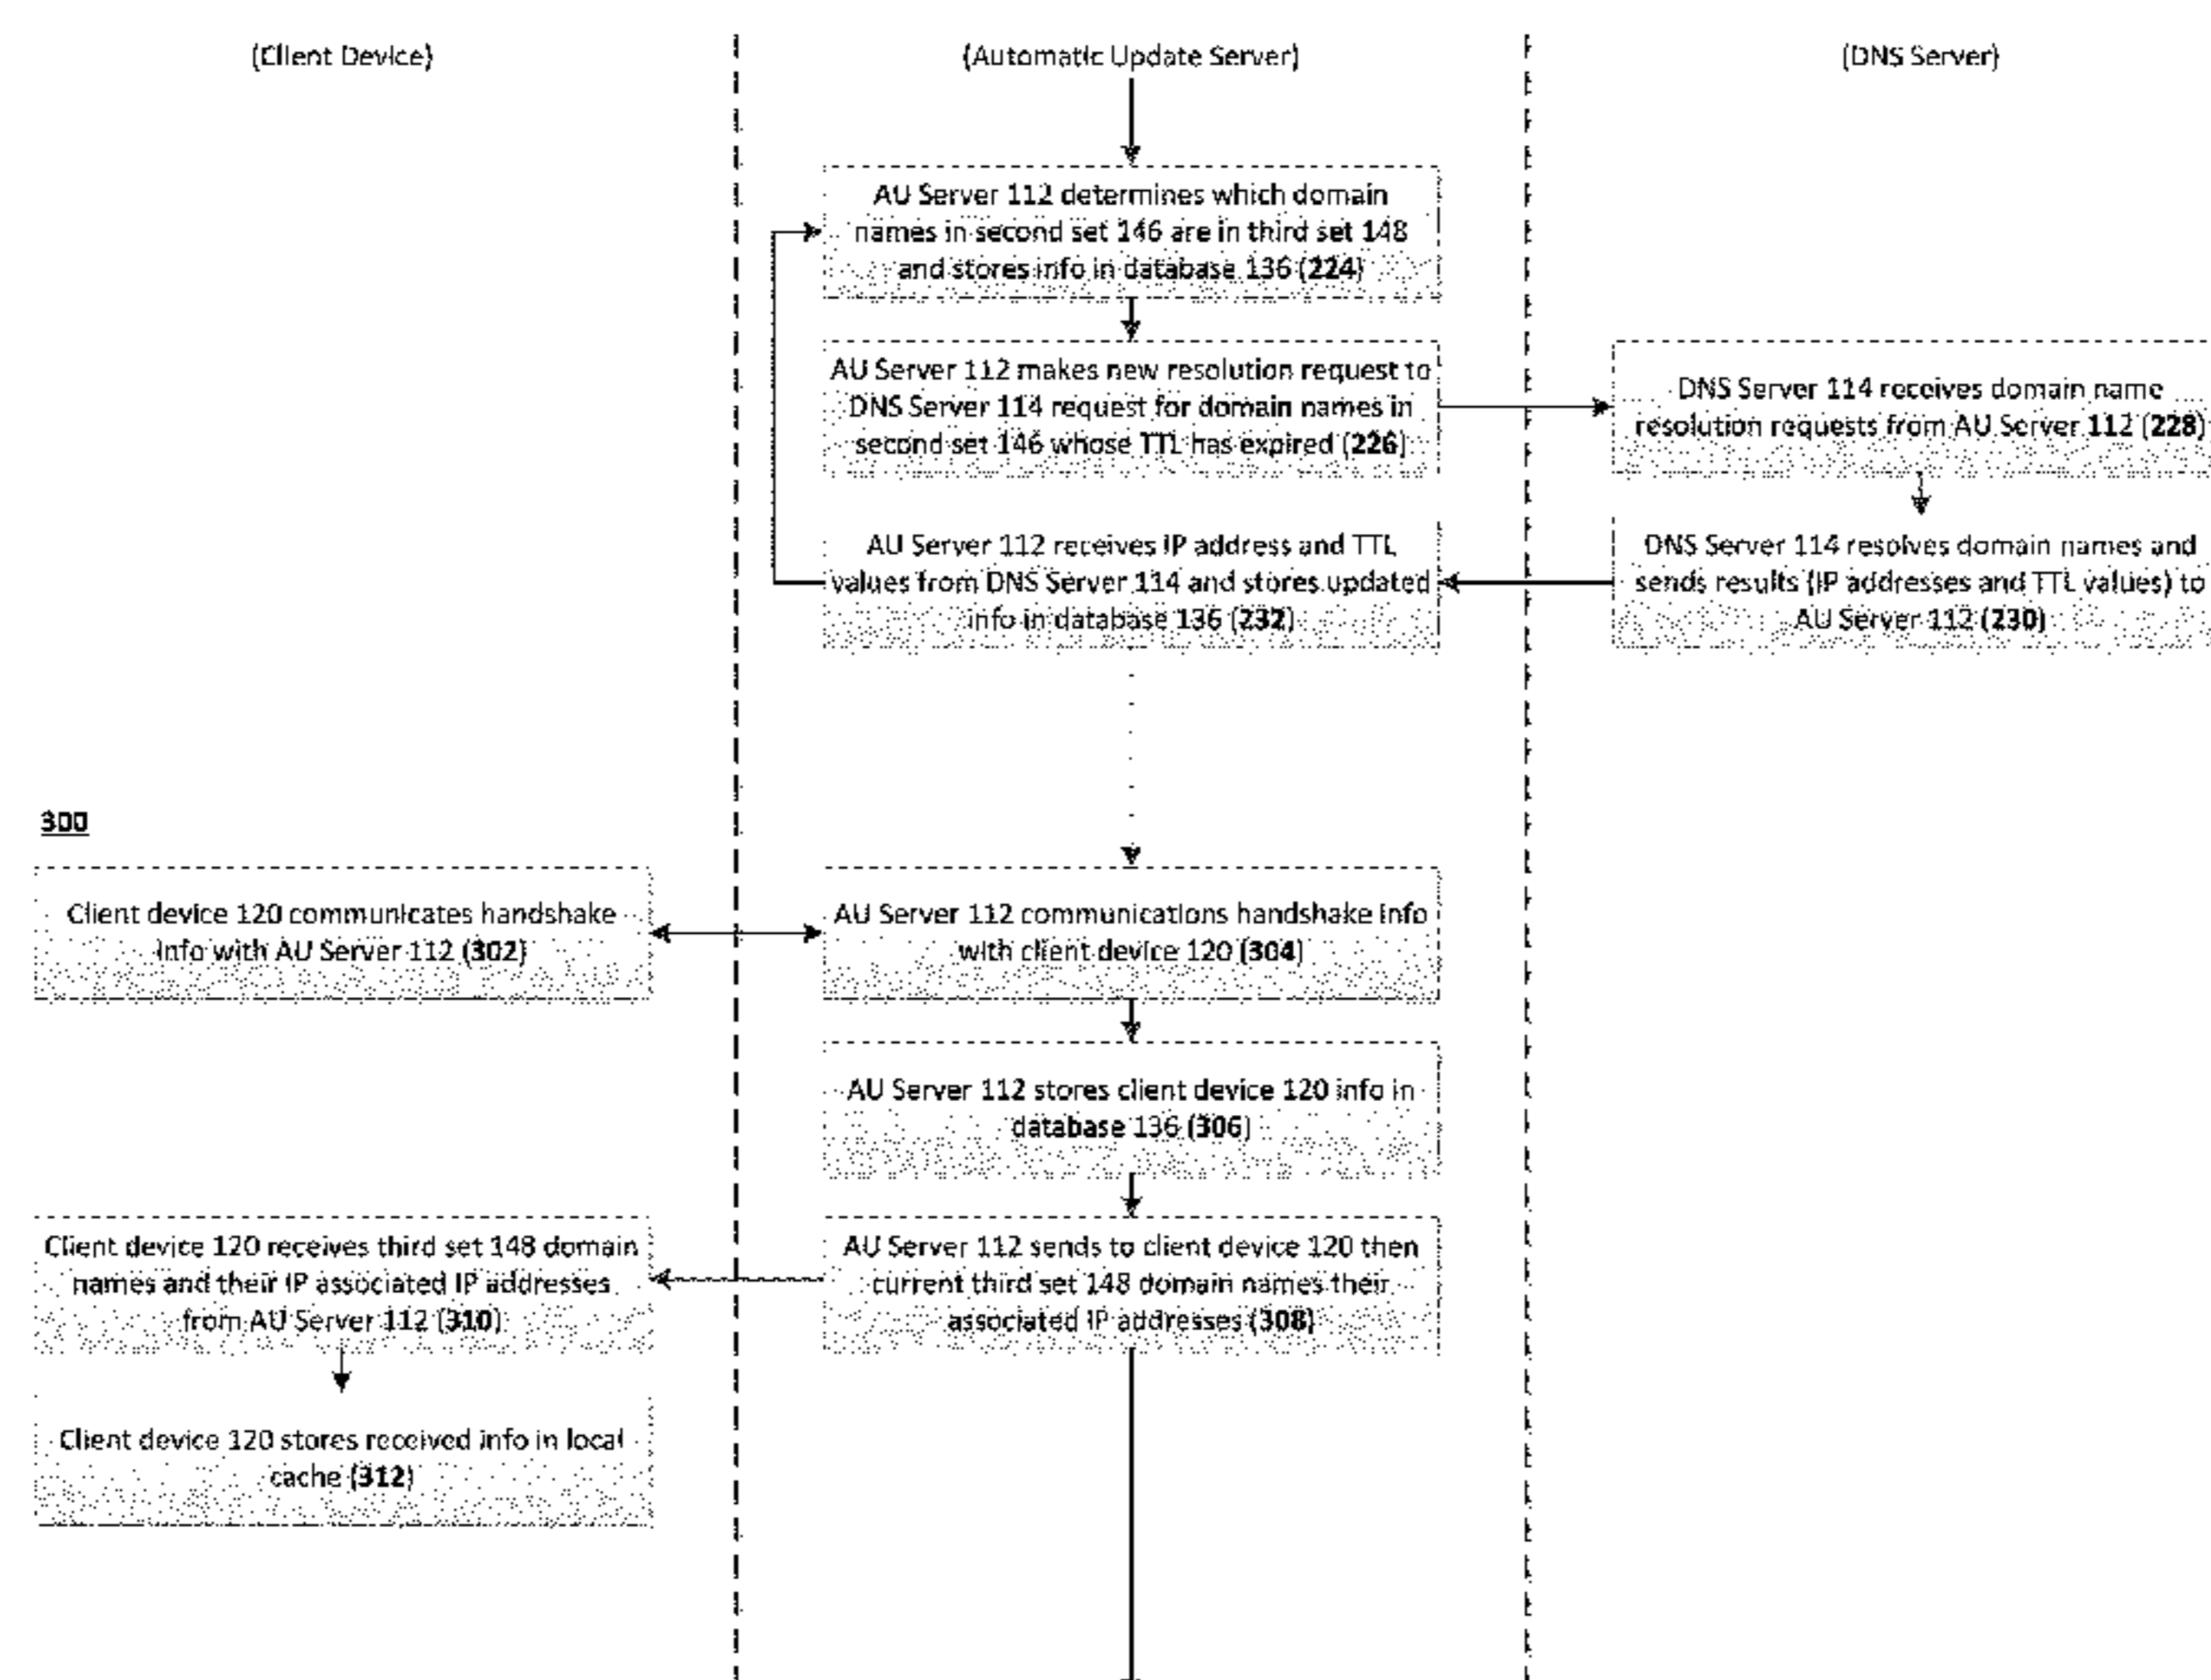 (Client Device)
(Automatic Update Server)
(DNS Server)
AU Server 112 determines which domain
names in second set 146 are in third set 148
and stores info in database 136 (224)
AU Server 112 makes new resolution request to
DNS Server 114 request for domain names in
second set 146 whose TTL has expired (226)
DNS Server 114 receives domain name
resolution requests from AU Server 112 (228)
AU Server 112 receives IP address and TTL
values from DNS Server 114 and stores updated
info in database 136 (232)
DNS Server 114 resolves domain names and
sends results (IP addresses and TTL values) to
AU Server 112 (230)
300
Client device 120 communicates handshake
info with AU Server 112 (302)
AU Server 112 communications handshake info
with client device 120 (304)
AU Server 112 stores client device 120 info in
database 136 (306)
Client device 120 receives third set 148 domain
names and their IP associated IP addresses
from AU Server 112 (310)
AU Server 112 sends to client device 120 then
current third set 148 domain names their
associated IP addresses (308)
Client device 120 stores received info in local
cache (312)